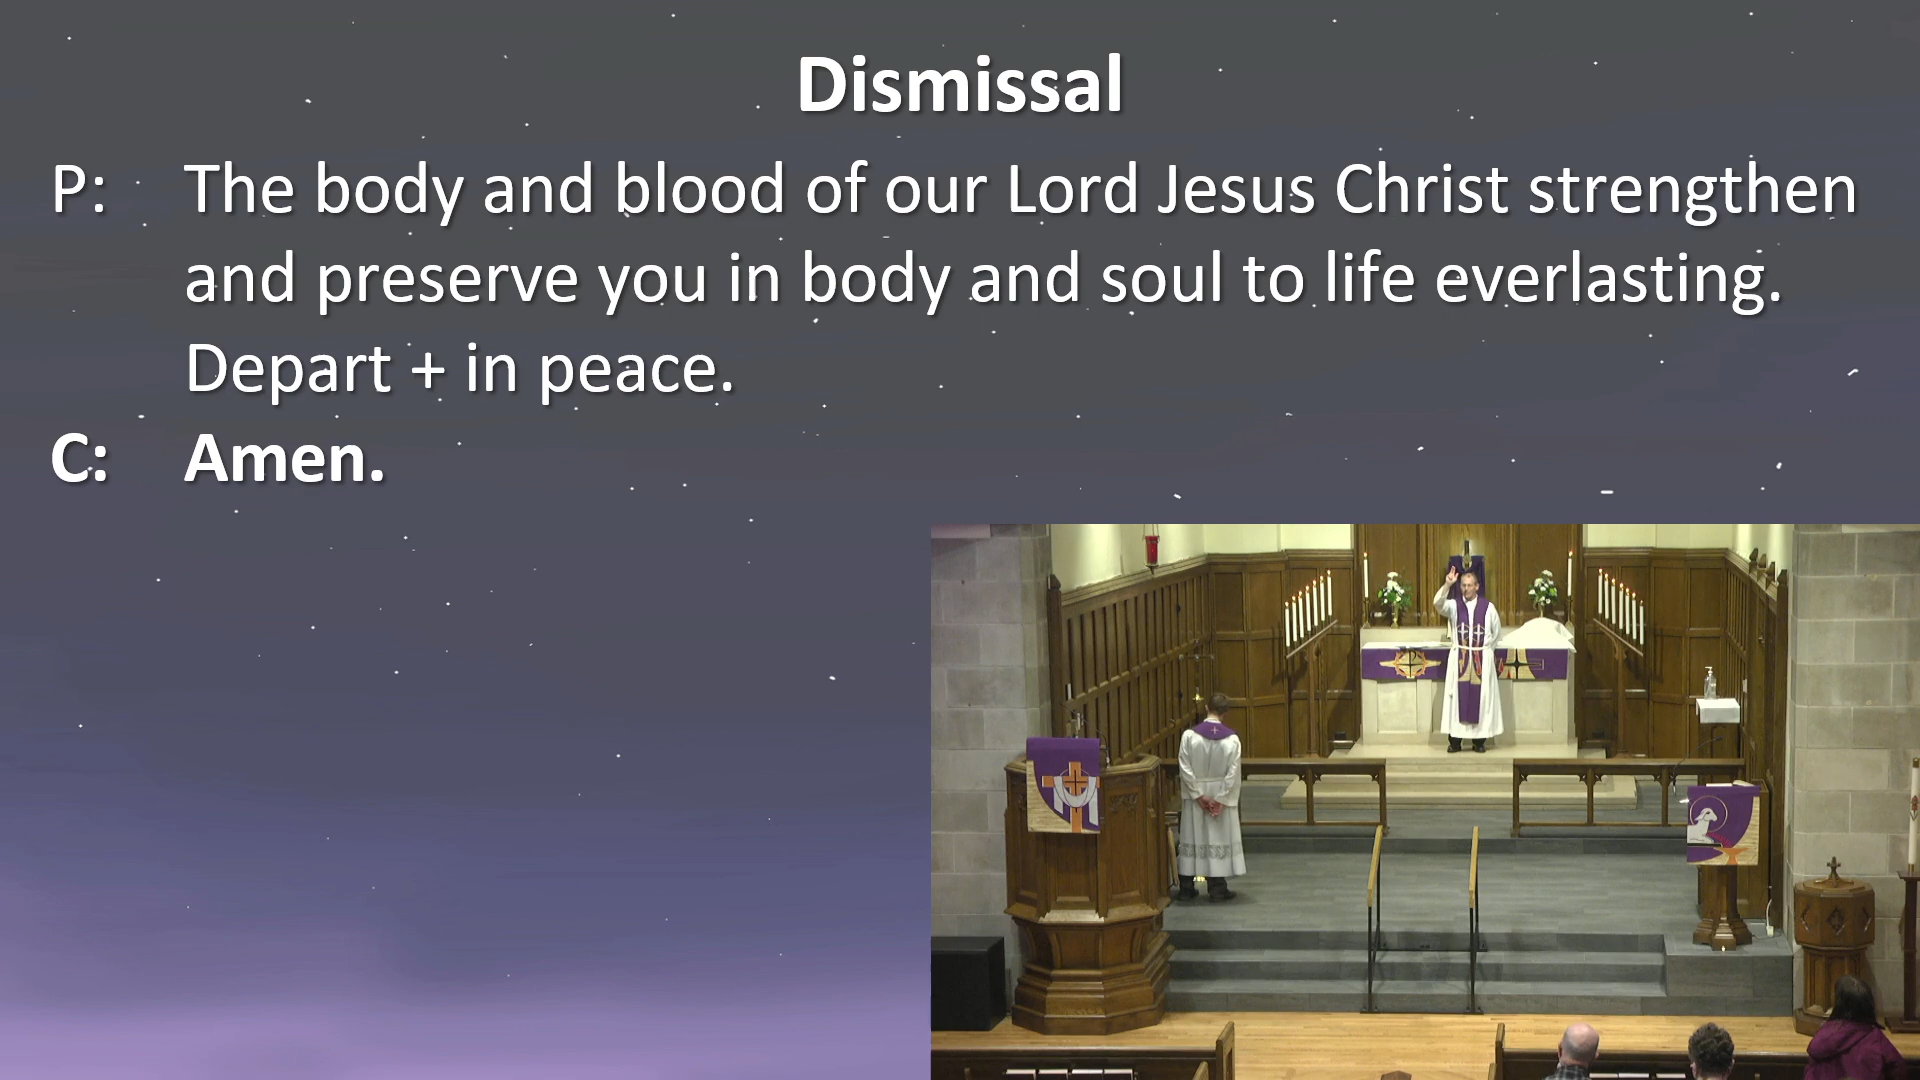 Dismissal
P: The body and blood of our Lord Jesus Christ strengthen
and preserve you in body and soul to life everlasting.
Depart + in peace.
C: Amen.